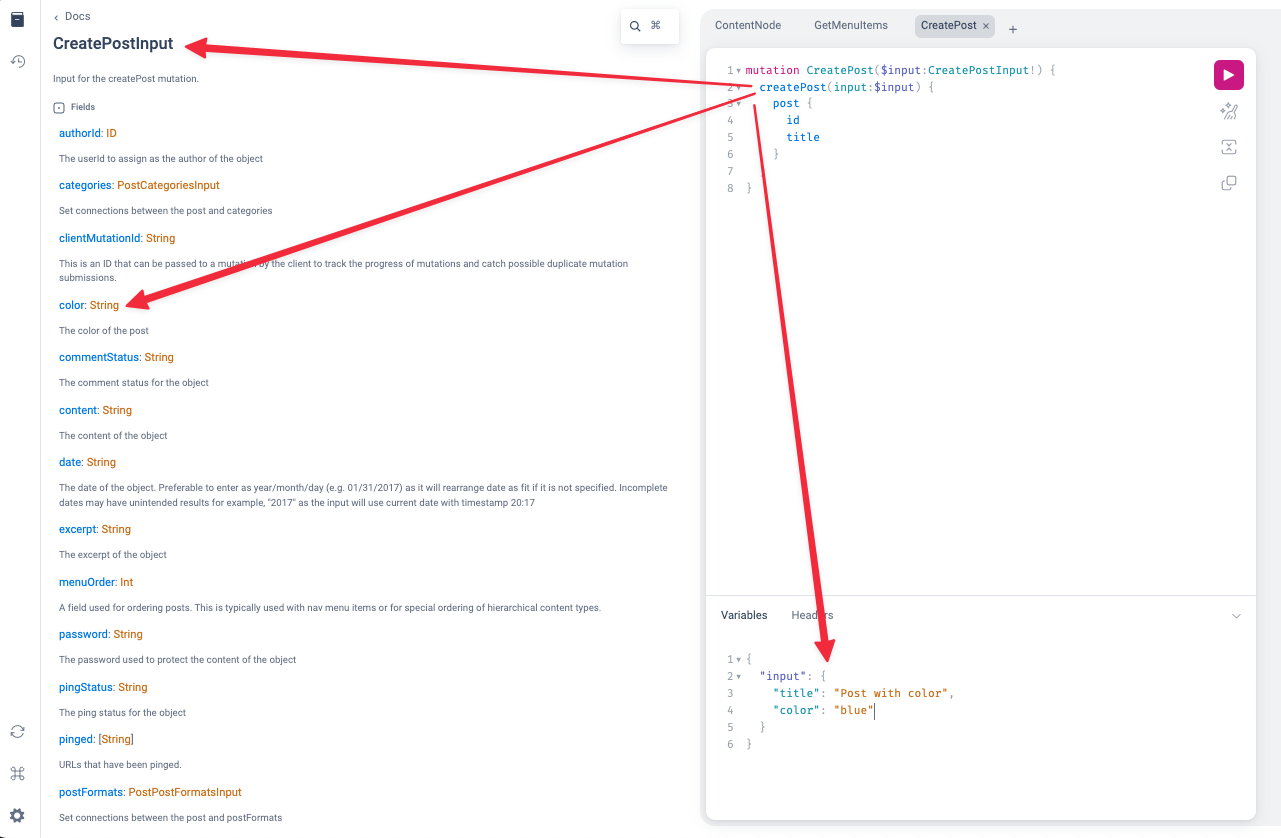 ‹ Docs
CreatePostInput
Input for the createPost mutation.
Fields
authorId: ID
The userId to assign as the author of the object
categories: PostCategoriesInput
Set connections between the post and categories
clientMutationId: String
This is an ID that can be passed to a mutation by the client to track the progress of mutations and catch possible duplicate mutation
submissions.
color: String
The color of the post
commentStatus: String
The comment status for the object
content: String
The content of the object
date: String
The date of the object. Preferable to enter as year/month/day (e.g. 01/31/2017) as it will rearrange date as fit if it is not specified. Incomplete
dates may have unintended results for example, "2017" as the input will use current date with timestamp 20:17
excerpt: String
The excerpt of the object
menuOrder: Int
A field used for ordering posts. This is typically used with nav menu items or for special ordering of hierarchical content types.
password: String
The password used to protect the content of the object
pingStatus: String
The ping status for the object
pinged: [String]
URLs that have been pinged.
postFormats: PostPostFormatsInput
Set connections between the post and postFormats
⌘
ContentNode GetMenuItems CreatePost × +
1 mutation CreatePost($input:CreatePostInput!) {
2 createPost(input:$input) {
3 post {
4 id
5 title
6 }
7
8 }
Variables Headers
1 {
2 "input": {
3 "title": "Post with color",
4 "color": "blue"
5 }
6 }